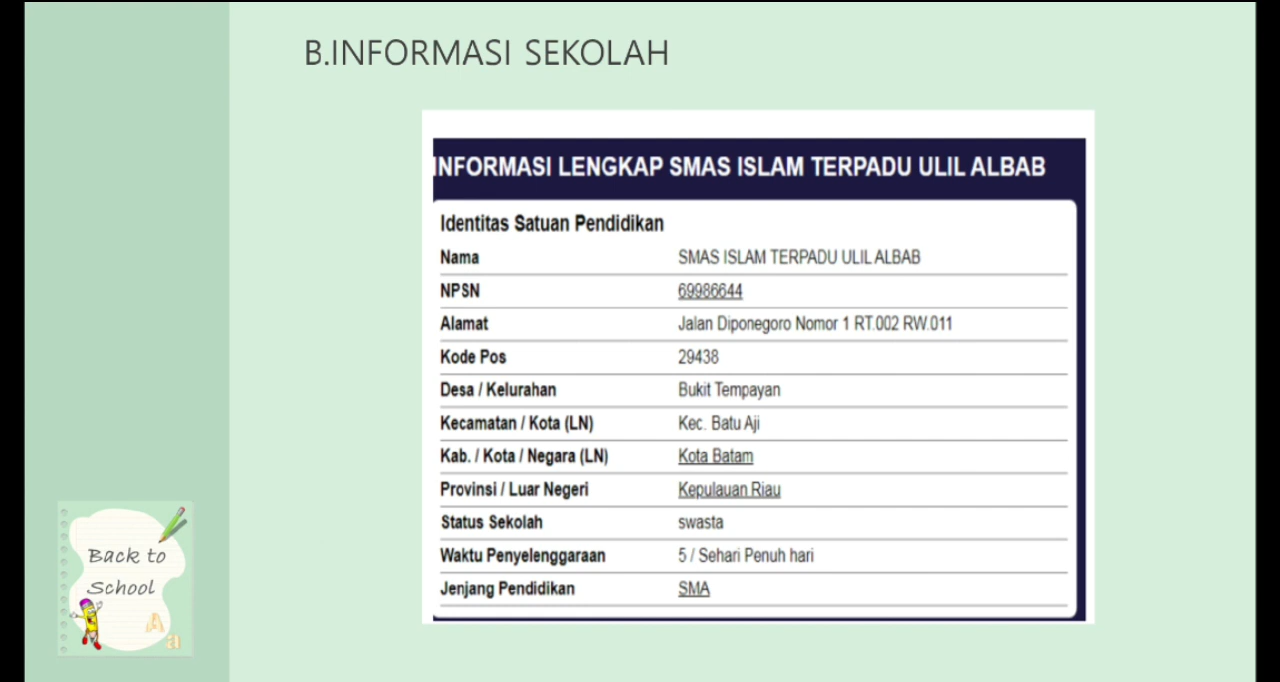 B.INFORMASI SEKOLAH
INFORMASI LENGKAP SMAS ISLAM TERPADU ULIL ALBAB
Identitas Satuan Pendidikan
Nama SMAS ISLAM TERPADU ULIL ALBAB
NPSN 69986644
Alamat Jalan Diponegoro Nomor 1 RT.002 RW.011
Kode Pos 29438
Desa / Kelurahan Bukit Tempayan
Kecamatan / Kota (LN) Kec. Batu Aji
Kab. / Kota / Negara (LN) Kota Batam
Provinsi / Luar Negeri Kepulauan Riau
Status Sekolah swasta
Waktu Penyelenggaraan 5 / Sehari Penuh hari
Jenjang Pendidikan SMA
Back to
School
A
a